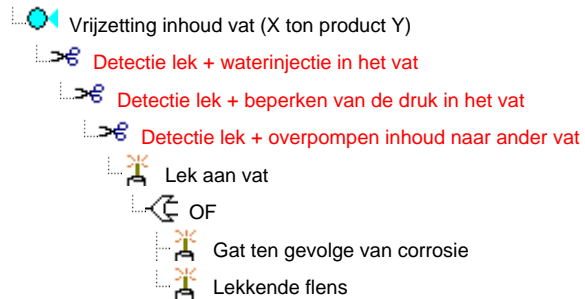 Vrijzetting inhoud vat (X ton product Y)
Detectie lek + waterinjectie in het vat
Detectie lek + beperken van de druk in het vat
Detectie lek + overpompen inhoud naar ander vat
Lek aan vat
OF
Gat ten gevolge van corrosie
Lekkende flens